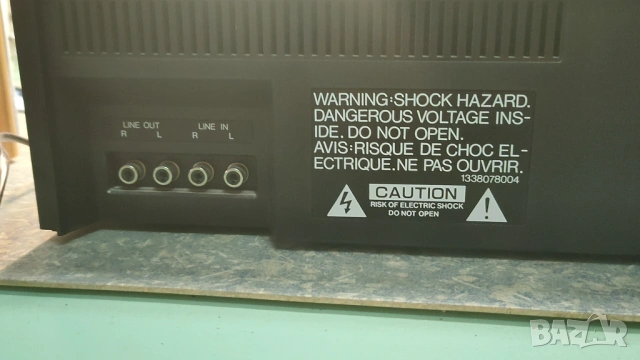 LINE OUT LINE IN
R L R L
WARNING:SHOCK HAZARD.
DANGEROUS VOLTAGE INS-
IDE. DO NOT OPEN.
AVIS:RISQUE DE CHOC EL-
ECTRIQUE.NE PAS OUVRIR.
1338078004
CAUTION
RISK OF ELECTRIC SHOCK
DO NOT OPEN
BAZAR